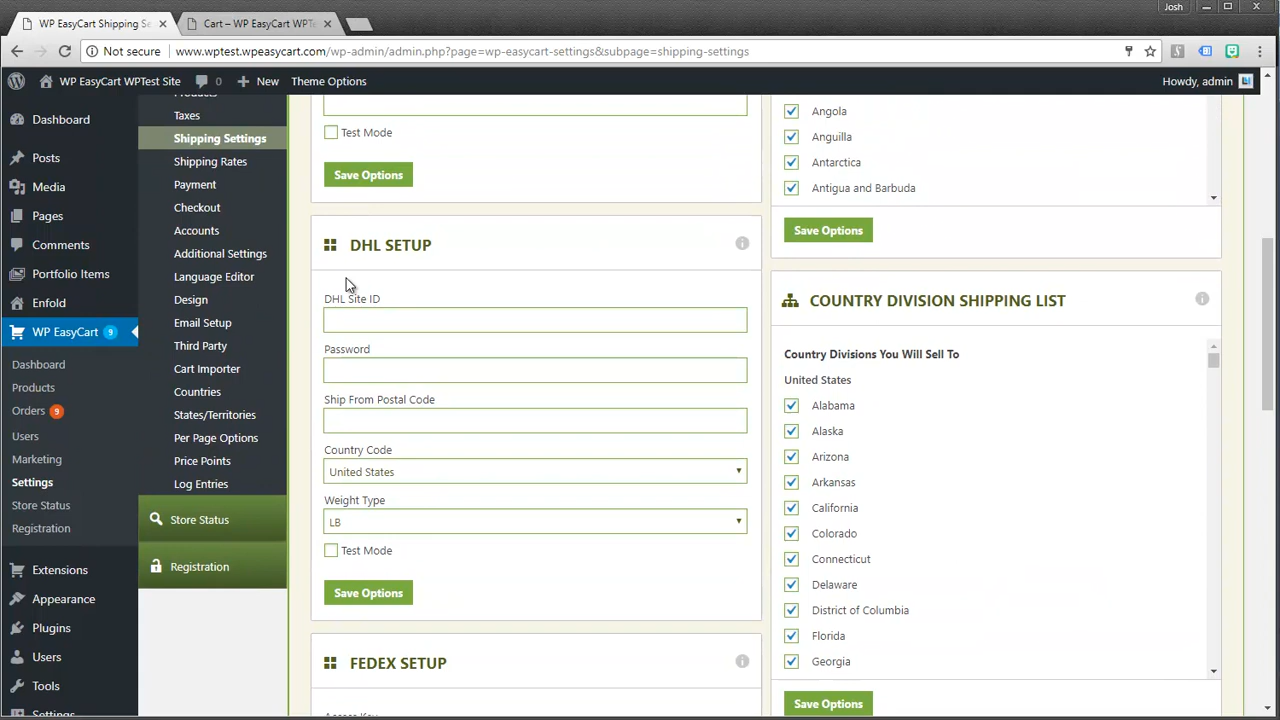 Josh
WP EasyCart Shipping Se
Cart – WP EasyCart WPTe
Not secure
www.wptest.wpeasycart.com/wp-admin/admin.php?page=wp-easycart-settings&subpage=shipping-settings
WP EasyCart WPTest Site
0
New
Theme Options
Howdy, admin
Dashboard
Posts
Media
Pages
Comments
Portfolio Items
Enfold
WP EasyCart 9
Dashboard
Products
Orders 9
Users
Marketing
Settings
Store Status
Registration
Extensions
Appearance
Plugins
Users
Tools
Settings
Products
Taxes
Shipping Settings
Shipping Rates
Payment
Checkout
Accounts
Additional Settings
Language Editor
Design
Email Setup
Third Party
Cart Importer
Countries
States/Territories
Per Page Options
Price Points
Log Entries
Store Status
Registration
Test Mode
Save Options
DHL SETUP
DHL Site ID
Password
Ship From Postal Code
Country Code
United States
Weight Type
LB
Test Mode
Save Options
FEDEX SETUP
Access Key
Angola
Anguilla
Antarctica
Antigua and Barbuda
Save Options
COUNTRY DIVISION SHIPPING LIST
Country Divisions You Will Sell To
United States
Alabama
Alaska
Arizona
Arkansas
California
Colorado
Connecticut
Delaware
District of Columbia
Florida
Georgia
Save Options